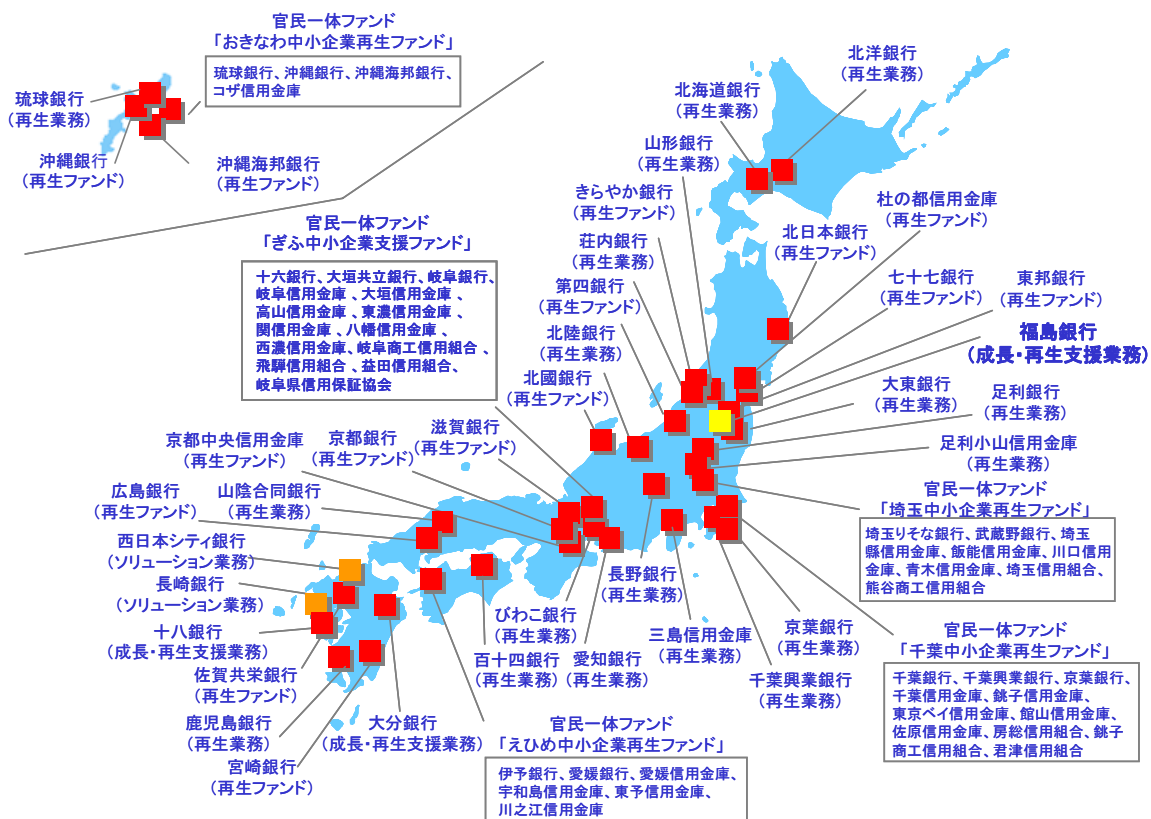 官民一体ファンド
「おきなわ中小企業再生ファンド」
琉球銀行、沖縄銀行、沖縄海邦銀行、
コザ信用金庫
琉球銀行
(再生業務)
沖縄銀行
(再生ファンド)
沖縄海邦銀行
(再生ファンド)
北洋銀行
(再生業務)
北海道銀行
(再生業務)
山形銀行
(再生業務)
きらやか銀行
(再生ファンド)
荘内銀行
(再生業務)
第四銀行
(再生ファンド)
北陸銀行
(再生業務)
北國銀行
(再生ファンド)
杜の都信用金庫
(再生ファンド)
北日本銀行
(再生ファンド)
七十七銀行
(再生ファンド)
東邦銀行
(再生ファンド)
福島銀行
(成長・再生支援業務)
大東銀行
(再生業務)
足利銀行
(再生業務)
足利小山信用金庫
(再生業務)
官民一体ファンド
「ぎふ中小企業支援ファンド」
十六銀行、大垣共立銀行、岐阜銀行、
岐阜信用金庫 、大垣信用金庫 、
高山信用金庫 、東濃信用金庫 、
関信用金庫 、八幡信用金庫 、
西濃信用金庫、岐阜商工信用組合 、
飛騨信用組合 、益田信用組合、
岐阜県信用保証協会
滋賀銀行
(再生ファンド)
京都中央信用金庫
(再生ファンド)
京都銀行
(再生ファンド)
広島銀行
(再生ファンド)
山陰合同銀行
(再生業務)
西日本シティ銀行
(ソリューション業務)
長崎銀行
(ソリューション業務)
十八銀行
(成長・再生支援業務)
佐賀共栄銀行
(再生ファンド)
鹿児島銀行
(再生業務)
宮崎銀行
(再生ファンド)
大分銀行
(成長・再生支援業務)
官民一体ファンド
「埼玉中小企業再生ファンド」
埼玉りそな銀行、武蔵野銀行、埼玉
縣信用金庫、飯能信用金庫、川口信用
金庫、青木信用金庫、埼玉信用組合、
熊谷商工信用組合
長野銀行
(再生業務)
びわこ銀行
(再生業務)
百十四銀行
(再生業務)
愛知銀行
(再生業務)
三島信用金庫
(再生業務)
京葉銀行
(再生業務)
千葉興業銀行
(再生業務)
官民一体ファンド
「千葉中小企業再生ファンド」
千葉銀行、千葉興業銀行、京葉銀行、
千葉信用金庫、銚子信用金庫、
東京ベイ信用金庫、館山信用金庫、
佐原信用金庫、房総信用組合、銚子
商工信用組合、君津信用組合
官民一体ファンド
「えひめ中小企業再生ファンド」
伊予銀行、愛媛銀行、愛媛信用金庫、
宇和島信用金庫、東予信用金庫、
川之江信用金庫